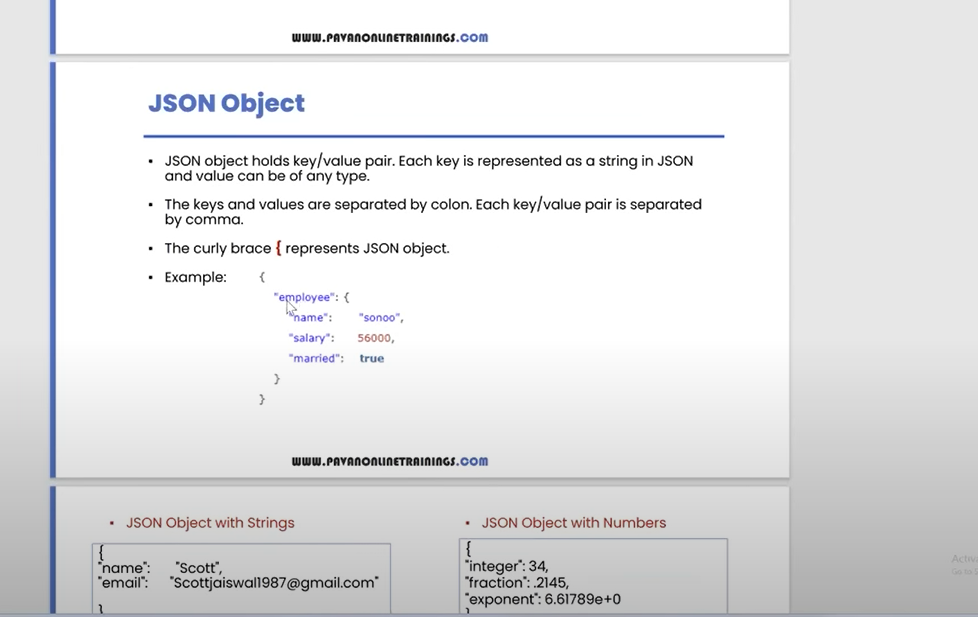 WWW.PAVANONLINETRAININGS.COM
JSON Object
▪ JSON object holds key/value pair. Each key is represented as a string in JSON
and value can be of any type.
▪ The keys and values are separated by colon. Each key/value pair is separated
by comma.
▪ The curly brace { represents JSON object.
▪ Example: {
"employee": {
"name": "sonoo",
"salary": 56000,
"married": true
}
}
WWW.PAVANONLINETRAININGS.COM
▪ JSON Object with Strings
{
"name": "Scott",
"email": "Scottjaiswal1987@gmail.com"
}
▪ JSON Object with Numbers
{
"integer": 34,
"fraction": .2145,
"exponent": 6.61789e+0
}
Activa
Go to S